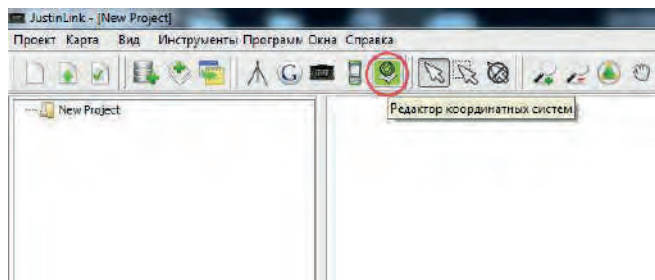 JustinLink - [New Project]
Проект Карта Вид Инструменты Программ Окна Справка
G
New Project
Редактор координатных систем